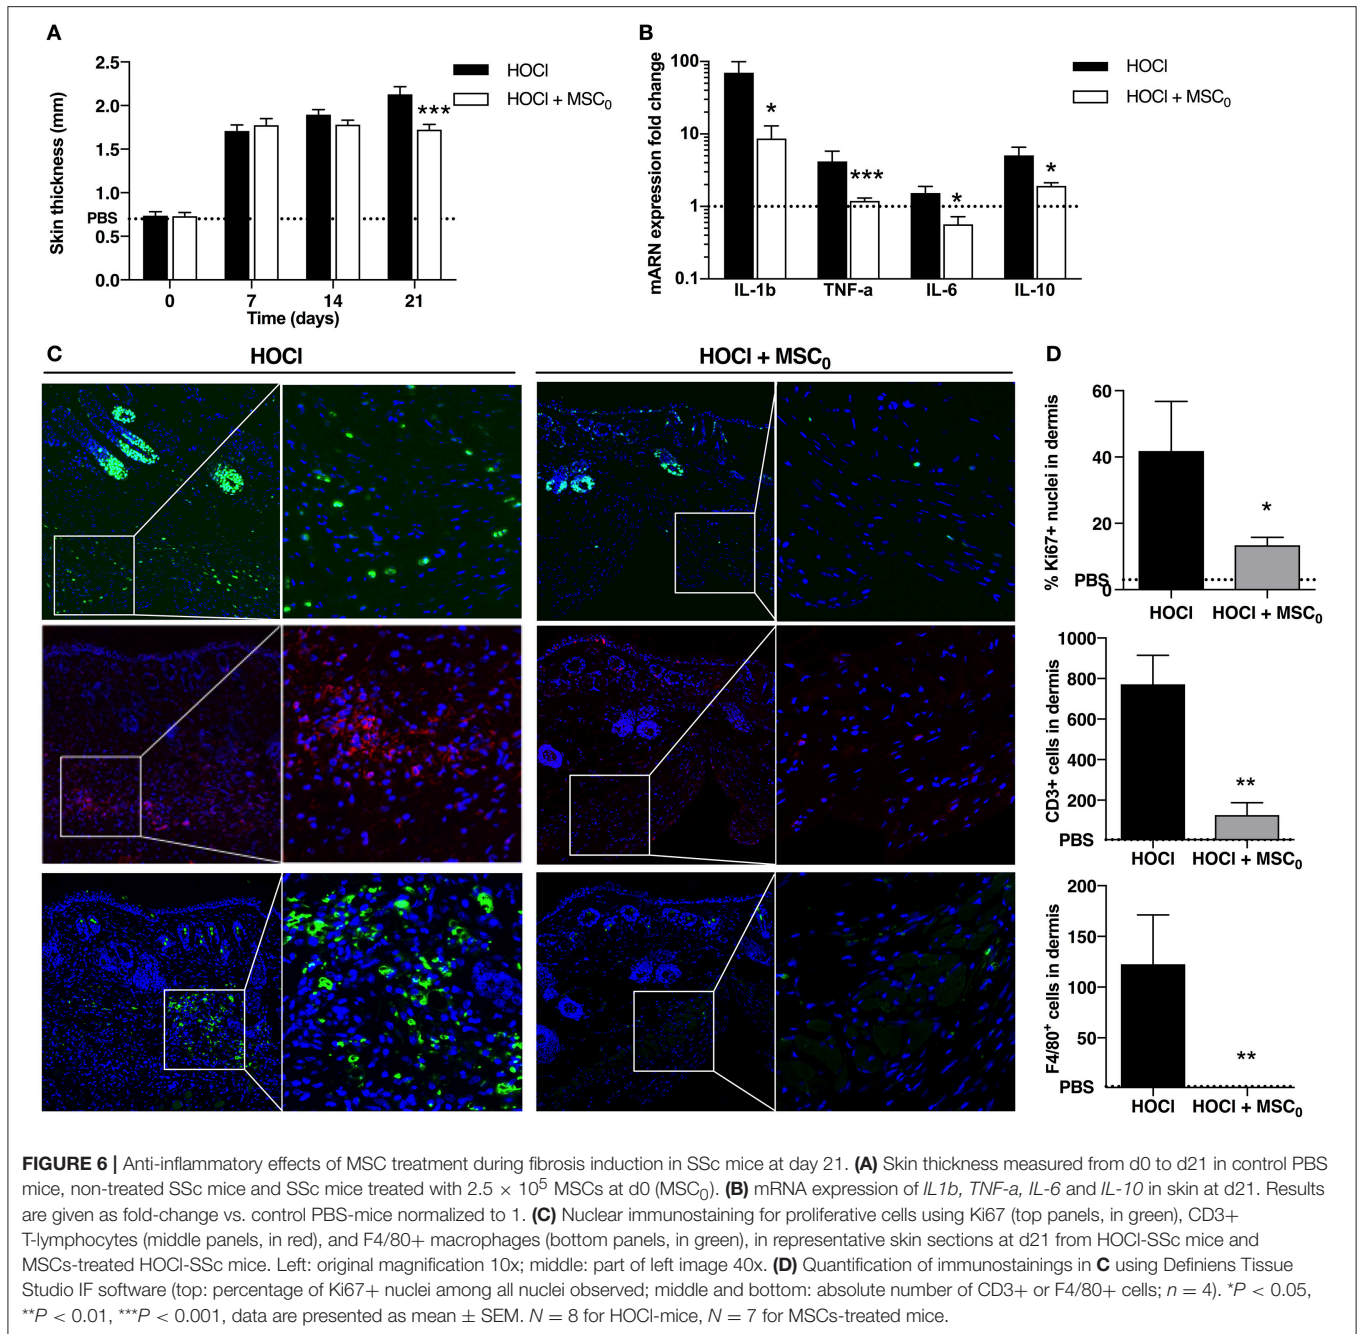 A
2.5
2.0
1.5
1.0
0.5
0.0
PBS
Skin thickness (mm)
HOCl
HOCl + MSC₀
***
0 7 14 21
Time (days)
B
100
10
1
0.1
mARN expression fold change
HOCl
HOCl + MSC₀
*
***
*
*
IL-1b TNF-a IL-6 IL-10
C
HOCl
HOCl + MSC₀
D
60
40
20
0
PBS
% Ki67+ nuclei in dermis
*
HOCl HOCl + MSC₀
1000
800
600
400
200
PBS
CD3+ cells in dermis
**
HOCl HOCl + MSC₀
200
150
100
50
PBS
F4/80⁺ cells in dermis
**
HOCl HOCl + MSC₀
FIGURE 6 | Anti-inflammatory effects of MSC treatment during fibrosis induction in SSc mice at day 21. (A) Skin thickness measured from d0 to d21 in control PBS
mice, non-treated SSc mice and SSc mice treated with 2.5 × 10⁵ MSCs at d0 (MSC₀). (B) mRNA expression of IL1b, TNF-a, IL-6 and IL-10 in skin at d21. Results
are given as fold-change vs. control PBS-mice normalized to 1. (C) Nuclear immunostaining for proliferative cells using Ki67 (top panels, in green), CD3+
T-lymphocytes (middle panels, in red), and F4/80+ macrophages (bottom panels, in green), in representative skin sections at d21 from HOCl-SSc mice and
MSCs-treated HOCl-SSc mice. Left: original magnification 10x; middle: part of left image 40x. (D) Quantification of immunostainings in C using Definiens Tissue
Studio IF software (top: percentage of Ki67+ nuclei among all nuclei observed; middle and bottom: absolute number of CD3+ or F4/80+ cells; n = 4). *P < 0.05,
**P < 0.01, ***P < 0.001, data are presented as mean ± SEM. N = 8 for HOCl-mice, N = 7 for MSCs-treated mice.